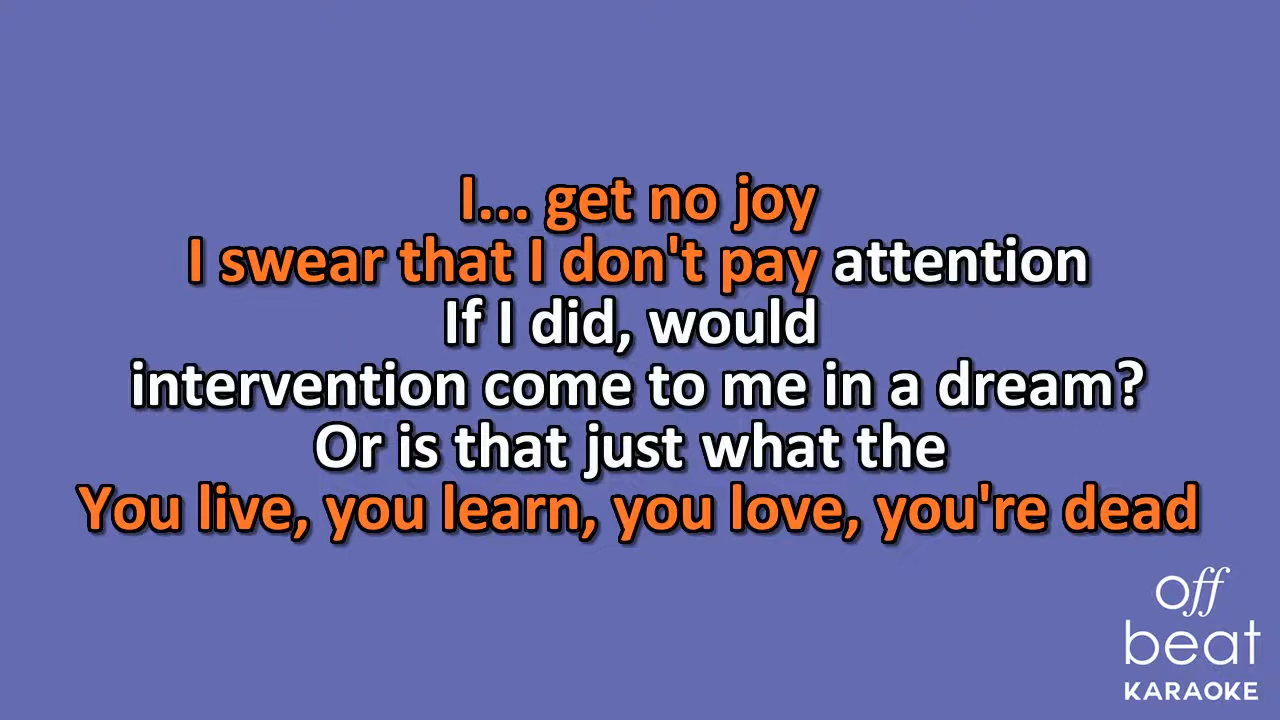 I... get no joy
I swear that I don't pay attention
If I did, would
intervention come to me in a dream?
Or is that just what the
You live, you learn, you love, you're dead
off
beat
KARAOKE